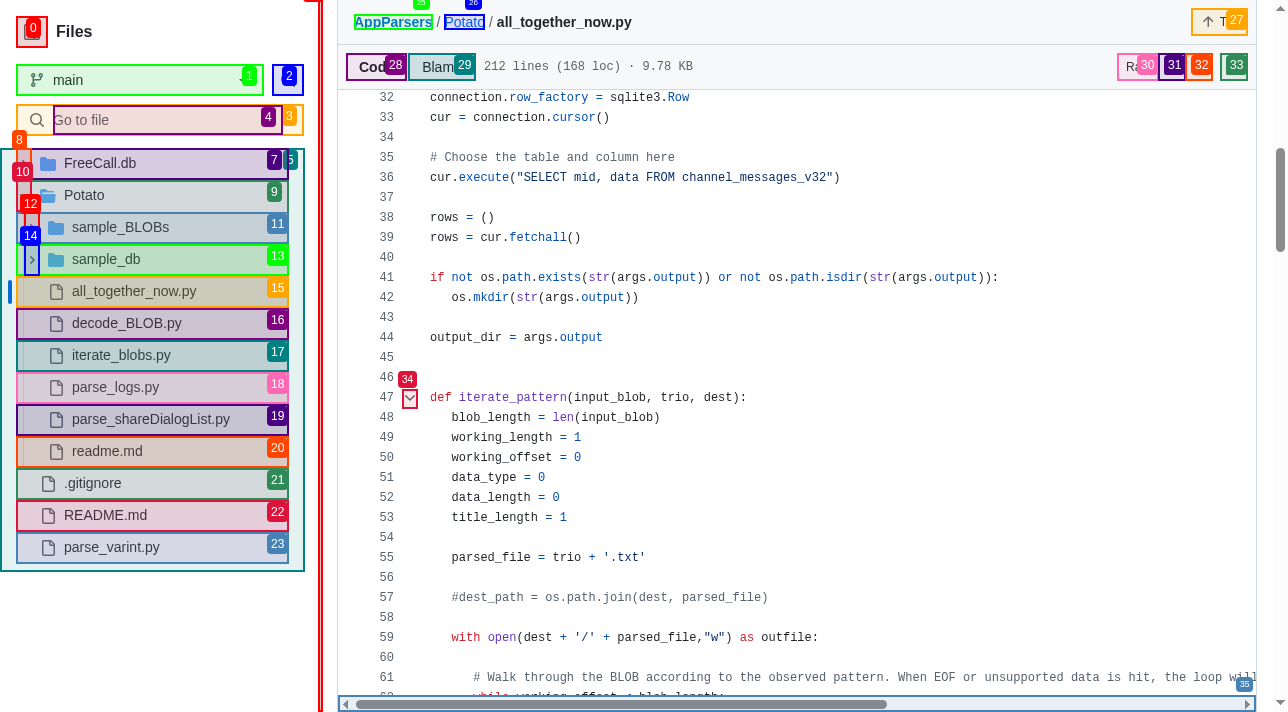 0
Files
main 1
2
Go to file 4
3
8
FreeCall.db 7
5
10
Potato 9
12
sample_BLOBs 11
14
sample_db 13
all_together_now.py 15
decode_BLOB.py 16
iterate_blobs.py 17
parse_logs.py 18
parse_shareDialogList.py 19
readme.md 20
.gitignore 21
README.md 22
parse_varint.py 23
25
26
AppParsers / Potato / all_together_now.py
27
28
29
212 lines (168 loc) · 9.78 KB
30
31
32
33
32 connection.row_factory = sqlite3.Row
33 cur = connection.cursor()
34
35 # Choose the table and column here
36 cur.execute("SELECT mid, data FROM channel_messages_v32")
37
38 rows = ()
39 rows = cur.fetchall()
40
41 if not os.path.exists(str(args.output)) or not os.path.isdir(str(args.output)):
42 os.mkdir(str(args.output))
43
44 output_dir = args.output
45
46
34
47 def iterate_pattern(input_blob, trio, dest):
48 blob_length = len(input_blob)
49 working_length = 1
50 working_offset = 0
51 data_type = 0
52 data_length = 0
53 title_length = 1
54
55 parsed_file = trio + '.txt'
56
57 #dest_path = os.path.join(dest, parsed_file)
58
59 with open(dest + '/' + parsed_file,"w") as outfile:
60
61 # Walk through the BLOB according to the observed pattern. When EOF or unsupported data is hit, the loop will
35